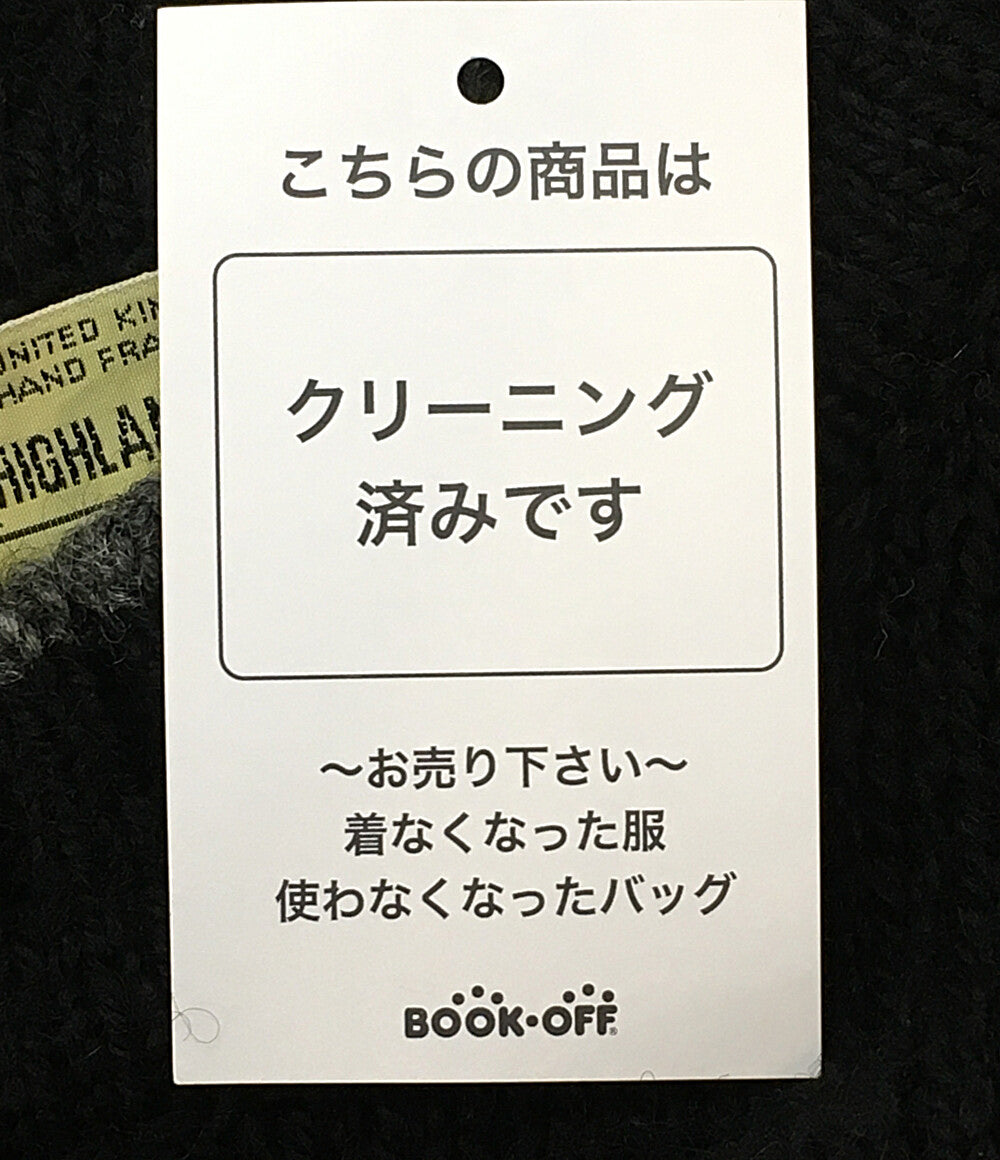 こちらの商品は
クリーニング
済みです
〜お売り下さい〜
着なくなった服
使わなくなったバッグ
BOOK・OFF®
UNITED KIN
HAND FRA
HIGHLAN